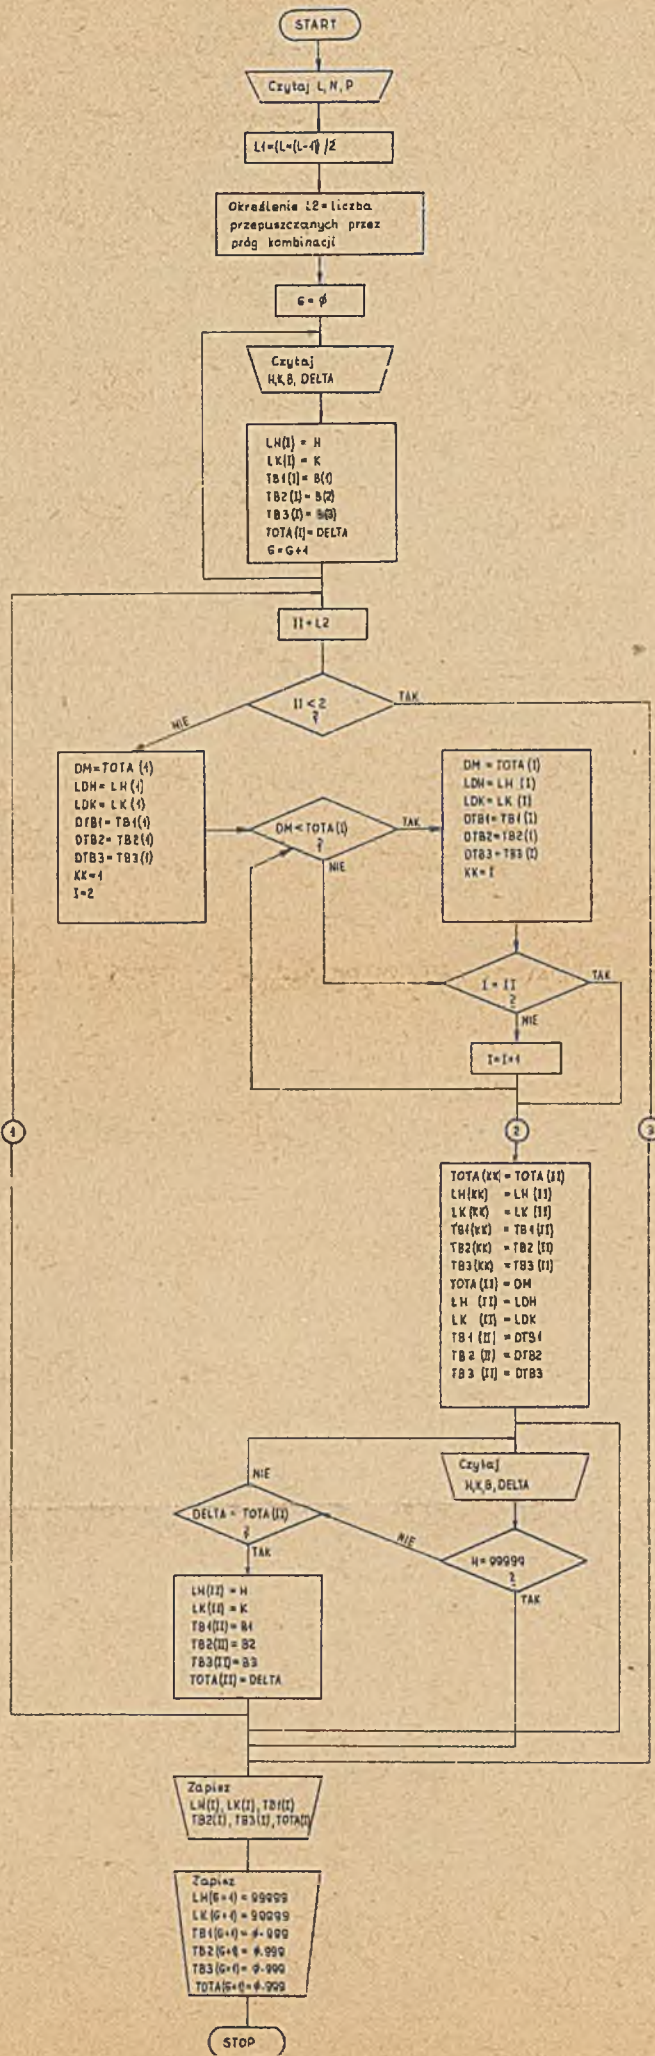 START
Czytaj L, N, P
L1=(L*(L-1))/2
Określenie L2=liczba
przepuszczanych przez
próg kombinacji
G=φ
Czytaj
H,K,B, DELTA
LH(I) = H
LK(I) = K
TB1(I)= B(1)
TB2(I)= B(2)
TB3(I)= B(3)
TOTA(I)=DELTA
G=G+1
II=L2
II < 2
?
TAK
NIE
DM=TOTA (1)
LDH= LH(1)
LDK= LK(1)
DTB1= TB1(1)
DTB2= TB2(1)
DTB3= TB3(1)
KK=1
I=2
DM<TOTA(I)
?
TAK
NIE
DM = TOTA(I)
LDH= LH (I)
LDK= LK (I)
DTB1=TB1(I)
DTB2=TB2(I)
DTB3=TB3(I)
KK=I
I = II
?
TAK
NIE
I=I+1
1
2
3
TOTA(KK)=TOTA(II)
LH(KK) =LH(II)
LK(KK) =LK(II)
TB1(KK) =TB1(II)
TB2(KK) =TB2(II)
TB3(KK) =TB3(II)
TOTA(II)=DM
LH (II)=LDH
LK (II)=LDK
TB1 (II)=DTB1
TB2 (II)=DTB2
TB3 (II)=DTB3
Czytaj
H,K,B,DELTA
NIE
DELTA = TOTA(II)
?
TAK
NIE
H=99999
?
TAK
LH(II) = H
LK(II) = K
TB1(II)= B1
TB2(II)= B2
TB3(II)= B3
TOTA(II)=DELTA
Zapisz
LH(I), LK(I), TB1(I)
TB2(I), TB3(I),TOTA(I)
Zapisz
LH(G+1) = 99999
LK(G+1) = 99999
TB1(G+1) = φ.999
TB2(G+1) = φ.999
TB3(G+1) = φ.999
TOTA(G+1)=φ.999
STOP